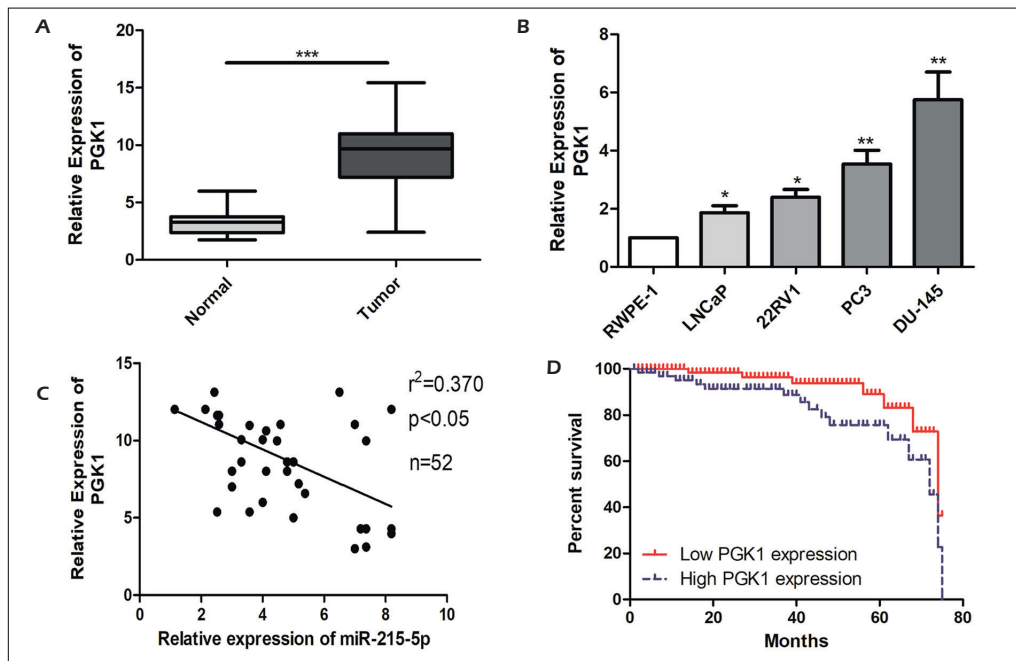 A
Relative Expression of
PGK1
20
15
10
5
0
***
Normal
Tumor
B
Relative Expression of
PGK1
8
6
4
2
0
*
*
**
**
RWPE-1
LNCaP
22RV1
PC3
DU-145
C
Relative Expression of
PGK1
15
10
5
0
r²=0.370
p<0.05
n=52
0
2
4
6
8
10
Relative expression of miR-215-5p
D
Percent survival
100
80
60
40
20
0
Low PGK1 expression
High PGK1 expression
0
20
40
60
80
Months